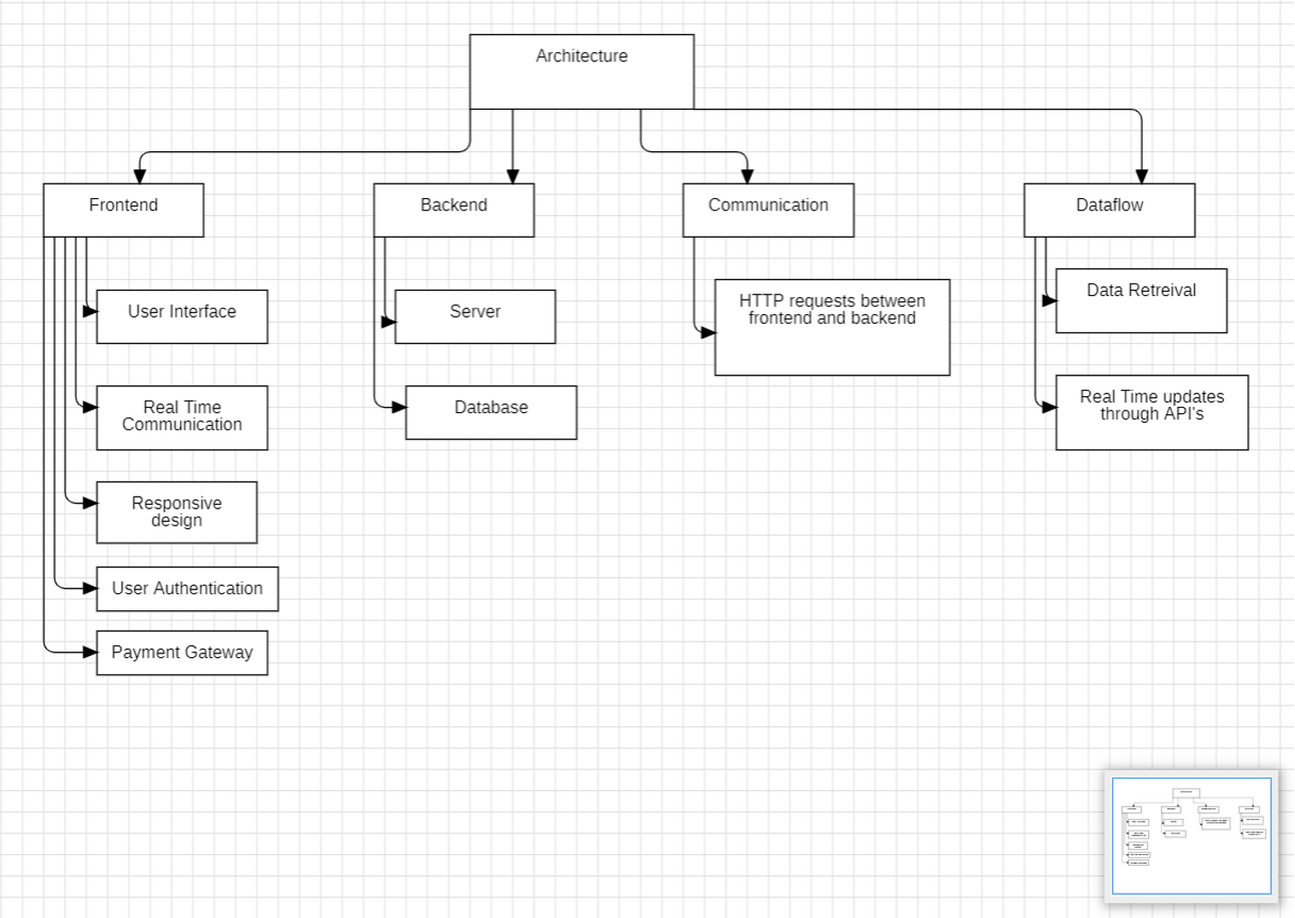 Architecture
Frontend
Backend
Communication
Dataflow
User Interface
Real Time
Communication
Responsive
design
User Authentication
Payment Gateway
Server
Database
HTTP requests between
frontend and backend
Data Retreival
Real Time updates
through API's